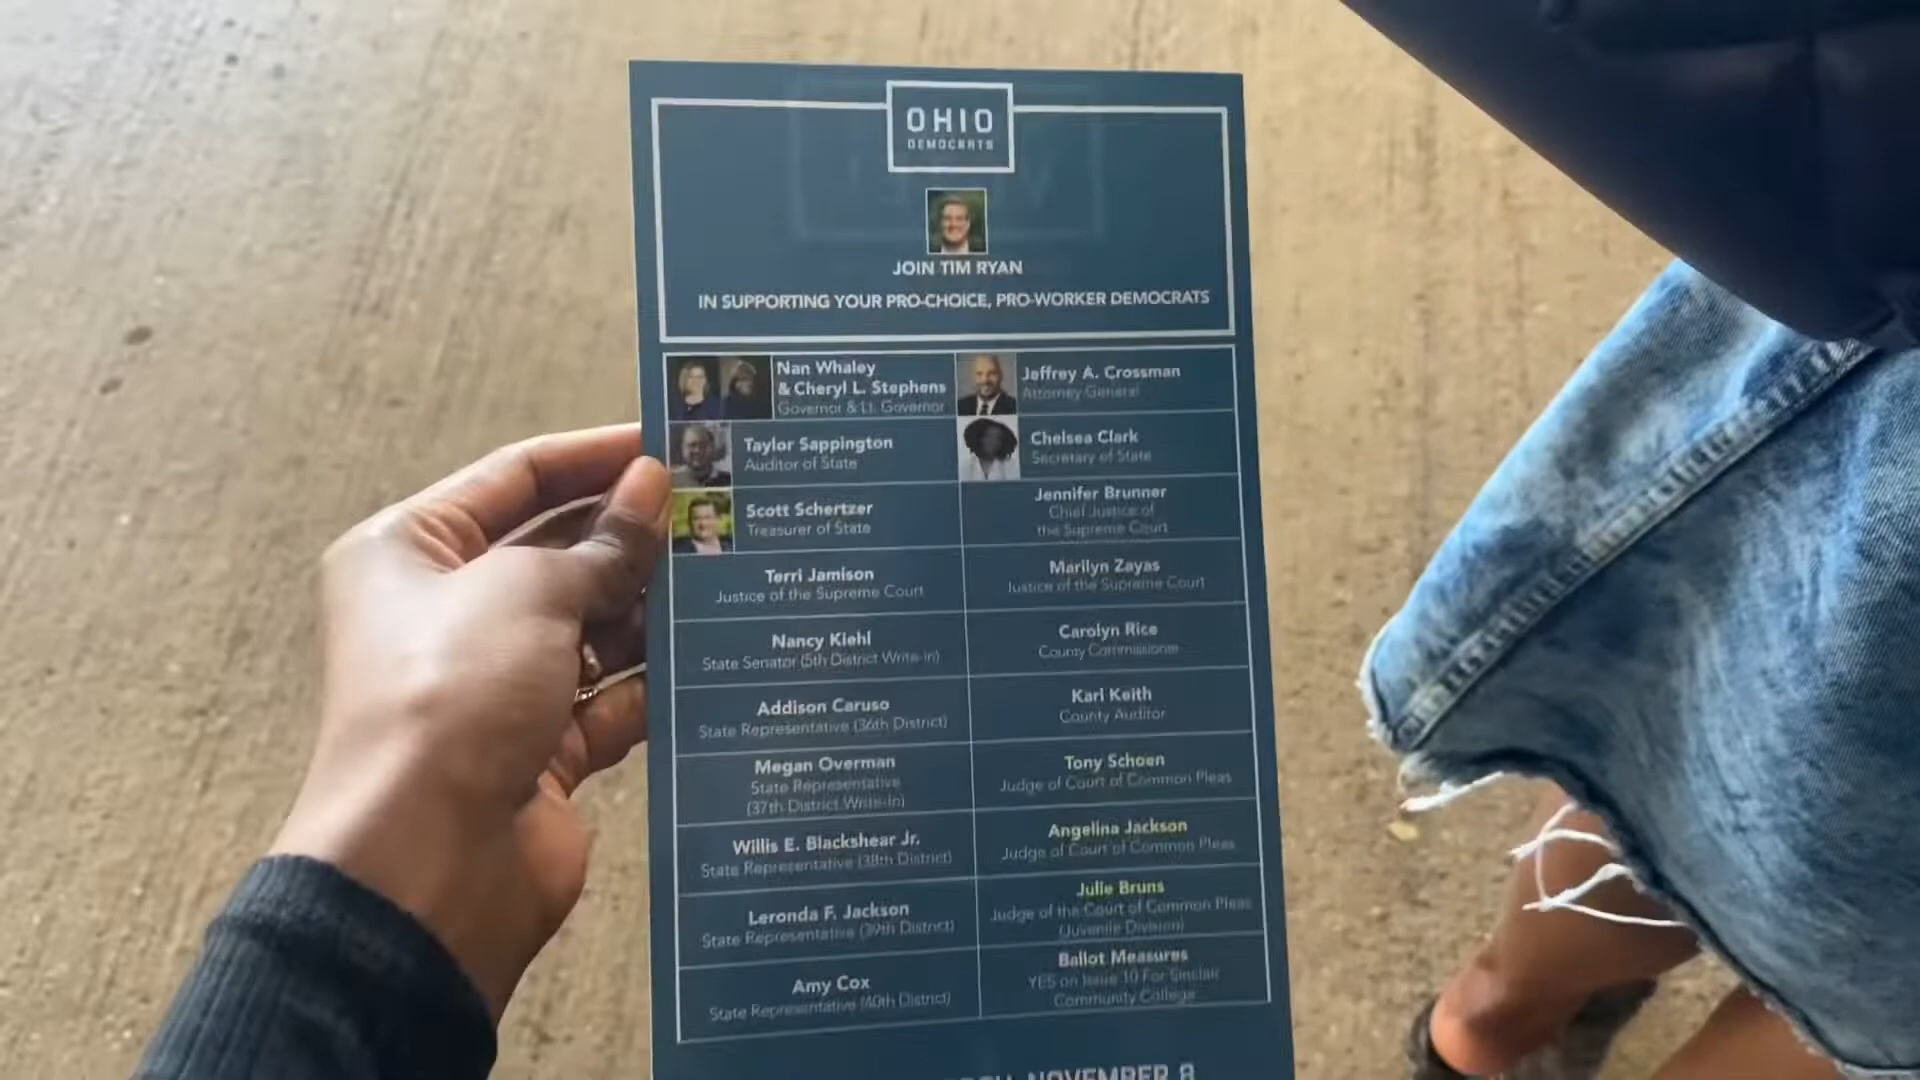 OHIO
DEMOCRATS
JOIN TIM RYAN
IN SUPPORTING YOUR PRO-CHOICE, PRO-WORKER DEMOCRATS
Nan Whaley
& Cheryl L. Stephens
Governor & Lt. Governor
Jeffrey A. Crossman
Attorney General
Taylor Sappington
Auditor of State
Chelsea Clark
Secretary of State
Scott Schertzer
Treasurer of State
Jennifer Brunner
Chief Justice of
the Supreme Court
Terri Jamison
Justice of the Supreme Court
Marilyn Zayas
Justice of the Supreme Court
Nancy Kiehl
State Senator (5th District Write-in)
Carolyn Rice
County Commissioner
Addison Caruso
State Representative (36th District)
Karl Keith
County Auditor
Megan Overman
State Representative
(37th District Write-In)
Tony Schoen
Judge of Court of Common Pleas
Willis E. Blackshear Jr.
State Representative (38th District)
Angelina Jackson
Judge of Court of Common Pleas
Leronda F. Jackson
State Representative (39th District)
Julie Bruns
Judge of the Court of Common Pleas
(Juvenile Division)
Amy Cox
State Representative (40th District)
Ballot Measures
YES on Issue 10 For Sinclair
Community College
NOVEMBER 8